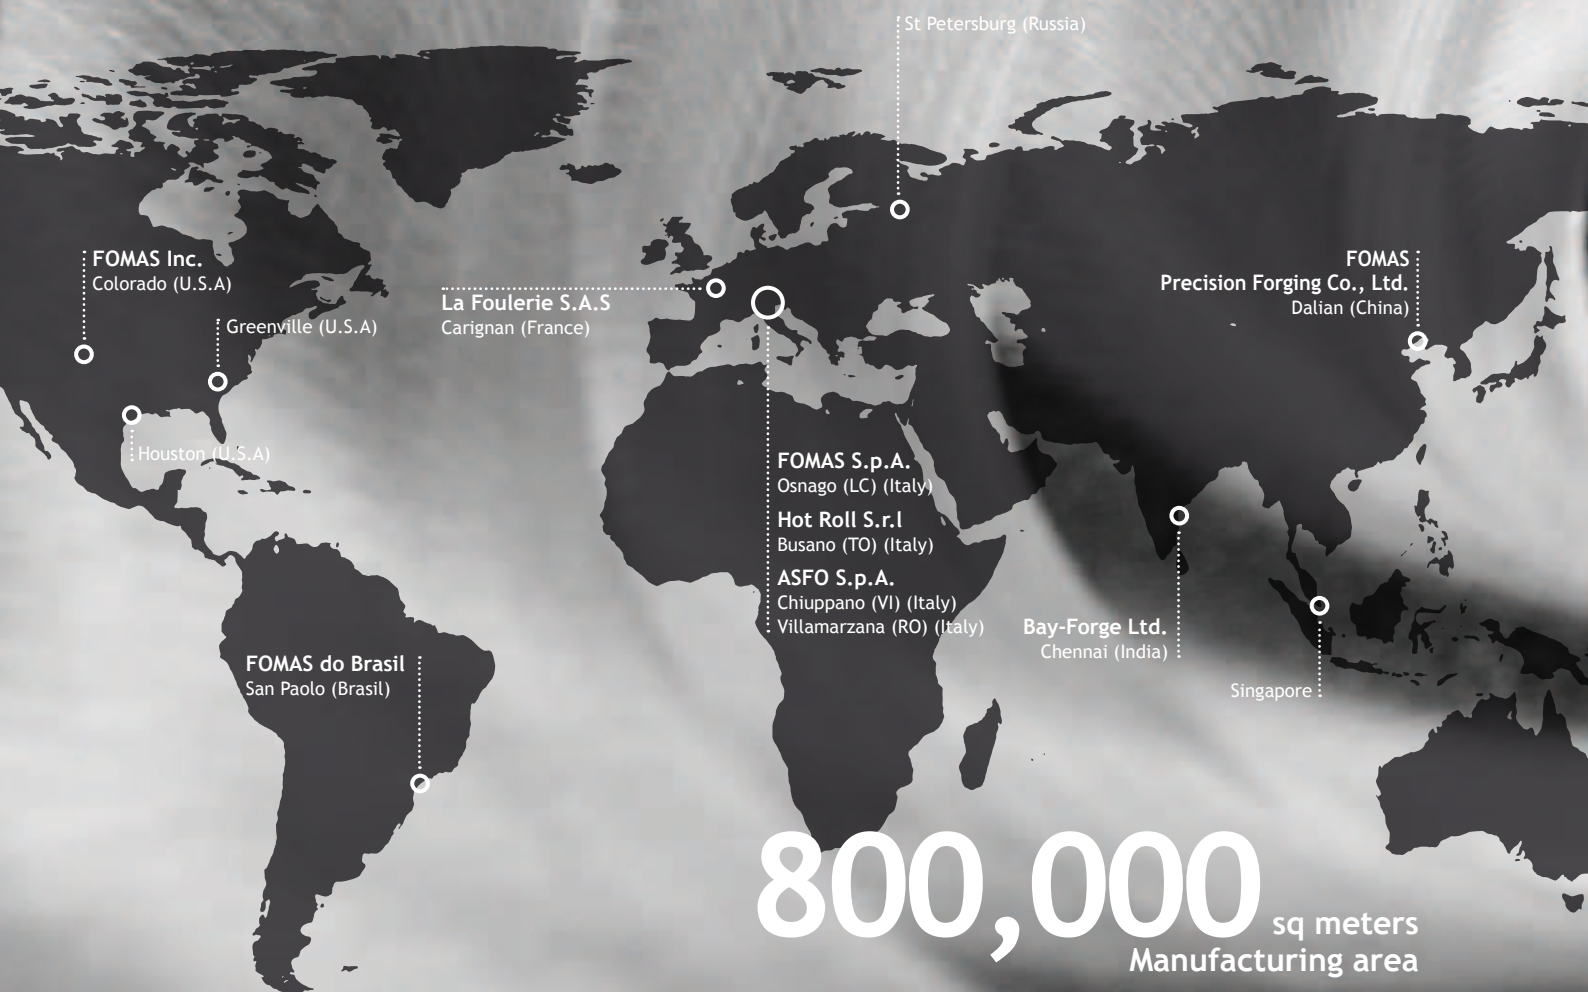 St Petersburg (Russia)
FOMAS Inc.
Colorado (U.S.A)
Greenville (U.S.A)
Houston (U.S.A)
La Foulerie S.A.S
Carignan (France)
FOMAS
Precision Forging Co., Ltd.
Dalian (China)
FOMAS S.p.A.
Osnago (LC) (Italy)
Hot Roll S.r.l
Busano (TO) (Italy)
ASFO S.p.A.
Chiuppano (VI) (Italy)
Villamarzana (RO) (Italy)
Bay-Forge Ltd.
Chennai (India)
Singapore
FOMAS do Brasil
San Paolo (Brasil)
800,000 sq meters
Manufacturing area